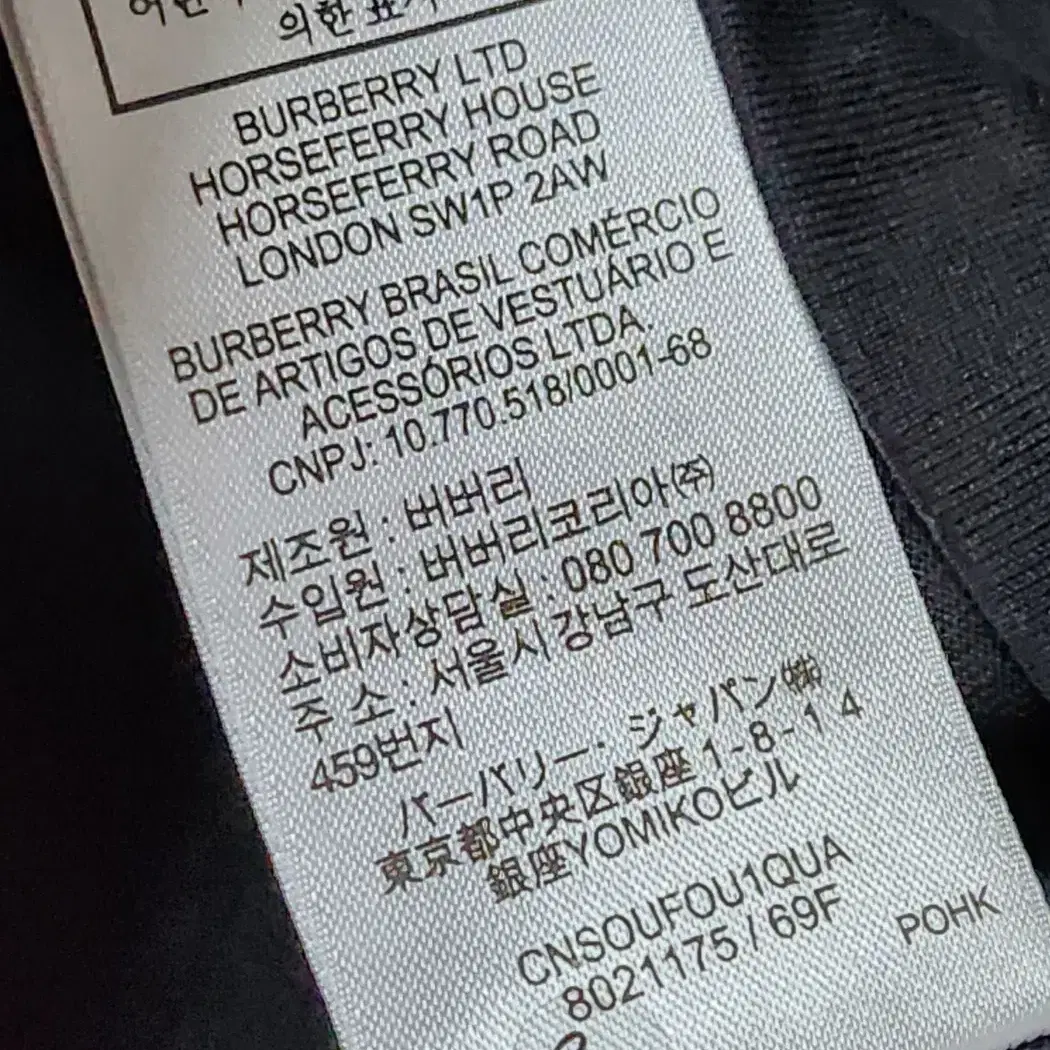 의한 표시
BURBERRY LTD
HORSEFERRY HOUSE
HORSEFERRY ROAD
LONDON SW1P 2AW
BURBERRY BRASIL COMÉRCIO
DE ARTIGOS DE VESTUÁRIO E
ACESSÓRIOS LTDA.
CNPJ: 10.770.518/0001-68
제조원 : 버버리
수입원 : 버버리코리아(주)
소비자상담실 : 080 700 8800
주 소 : 서울시 강남구 도산대로
459번지
バーバリー・ジャパン㈱
東京都中央区銀座 1-8-1 4
銀座YOMIKOビル
CNSOUFOU1QUA
8021175 / 69F
POHK